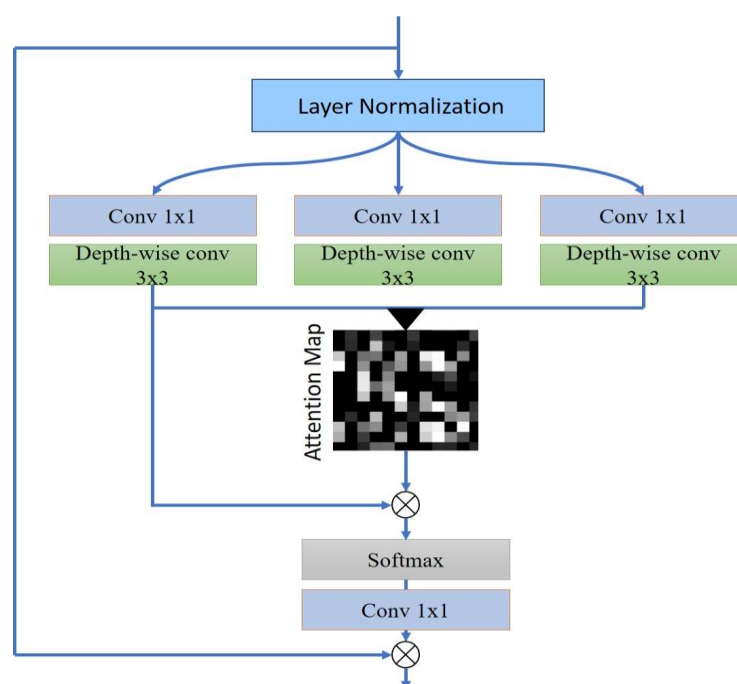 Layer Normalization
Conv 1x1
Conv 1x1
Conv 1x1
Depth-wise conv
3x3
Depth-wise conv
3x3
Depth-wise conv
3x3
Attention Map
Softmax
Conv 1x1